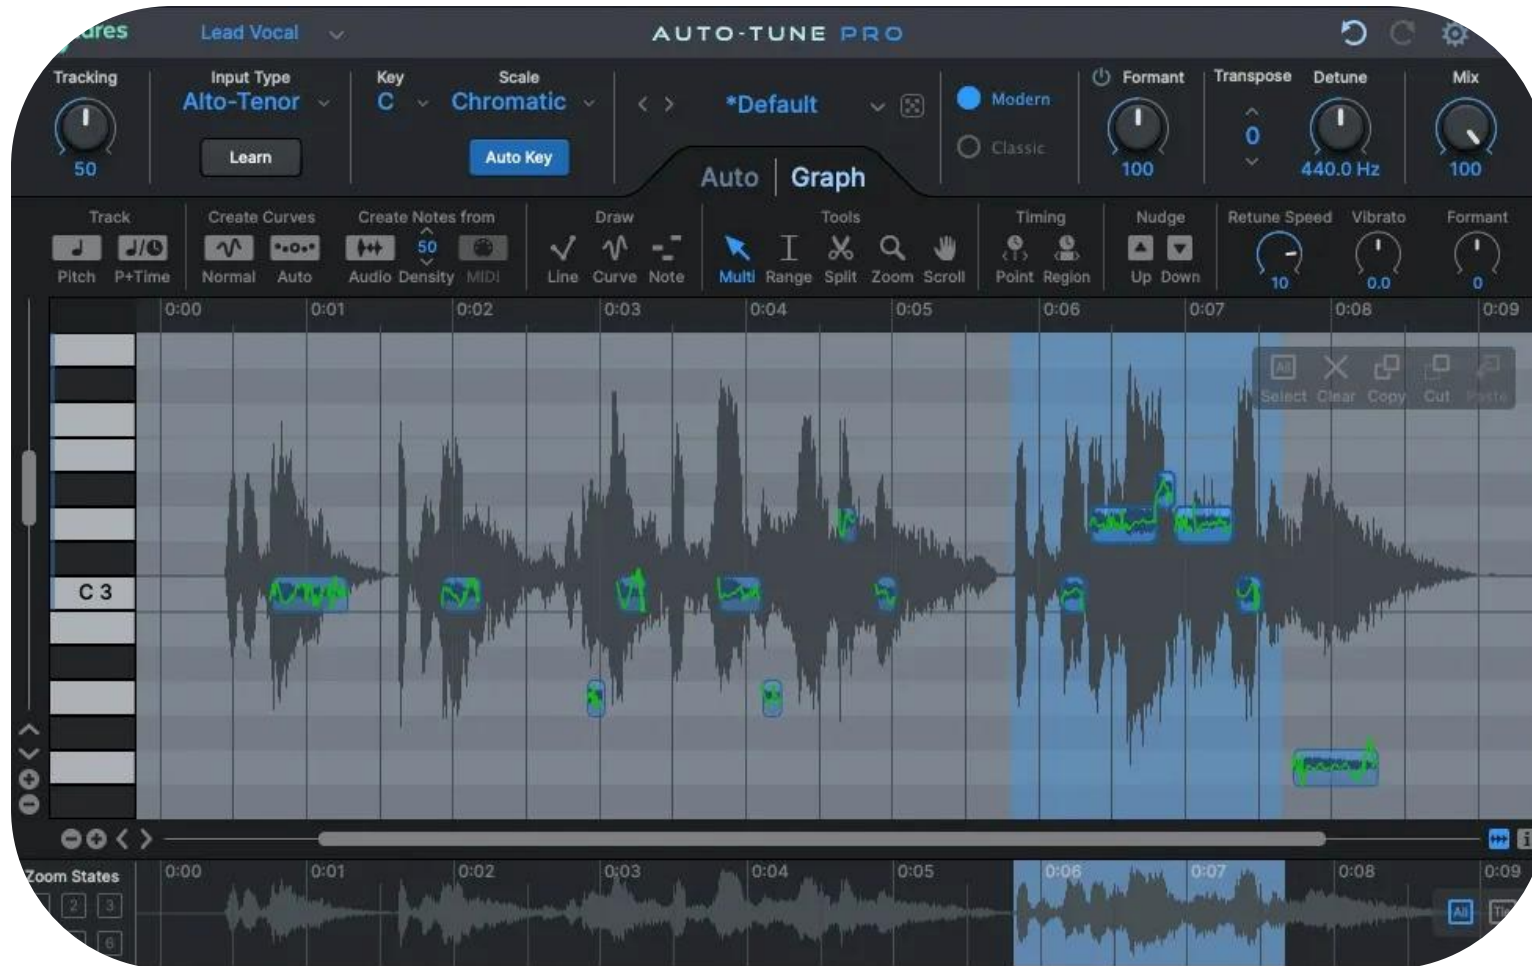 Lead Vocal
AUTO-TUNE PRO
Tracking
50
Input Type
Alto-Tenor
Learn
Key
C
Scale
Chromatic
Auto Key
*Default
Modern
Classic
Formant
100
Transpose
0
Detune
440.0 Hz
Mix
100
Auto Graph
Track
Pitch P+Time
Create Curves
Normal Auto
Create Notes from
50
Audio Density MIDI
Draw
Line Curve Note
Tools
Multi Range Split Zoom Scroll
Timing
Point Region
Nudge
Up Down
Retune Speed
10
Vibrato
0.0
Formant
0
0:00 0:01 0:02 0:03 0:04 0:05 0:06 0:07 0:08 0:09
All
Select Clear Copy Cut Paste
C 3
Zoom States
0:00 0:01 0:02 0:03 0:04 0:05 0:06 0:07 0:08 0:09
2 3
6
All